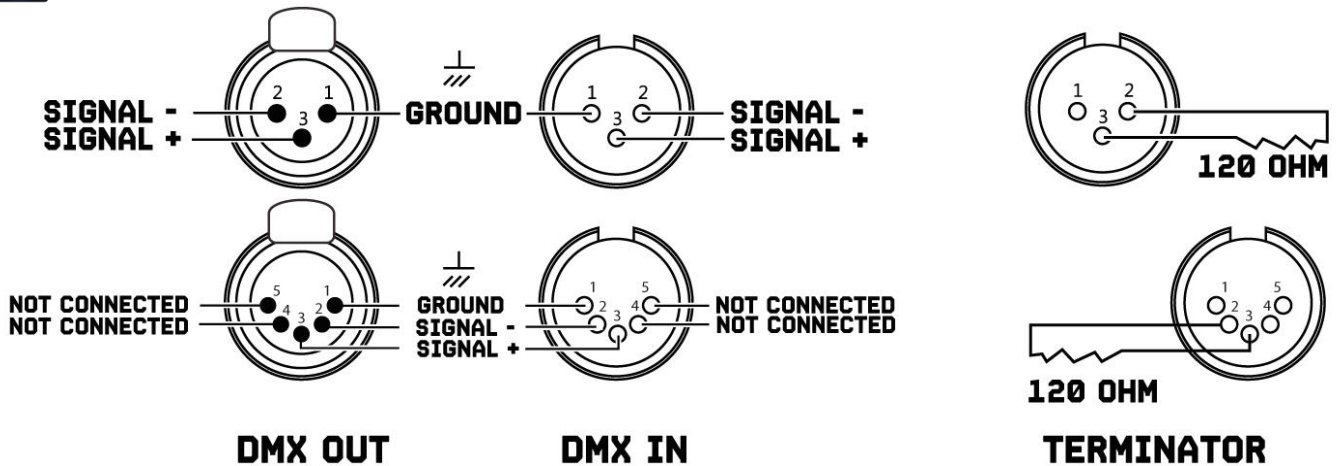 2 1
SIGNAL - GROUND 1 2 SIGNAL -
3 3
SIGNAL + SIGNAL +
1 2
3
120 OHM
5 1 1 5
NOT CONNECTED GROUND NOT CONNECTED
4 2 2 4
NOT CONNECTED SIGNAL - NOT CONNECTED
3 3
SIGNAL +
1 5
2 4
3
120 OHM
DMX OUT DMX IN TERMINATOR